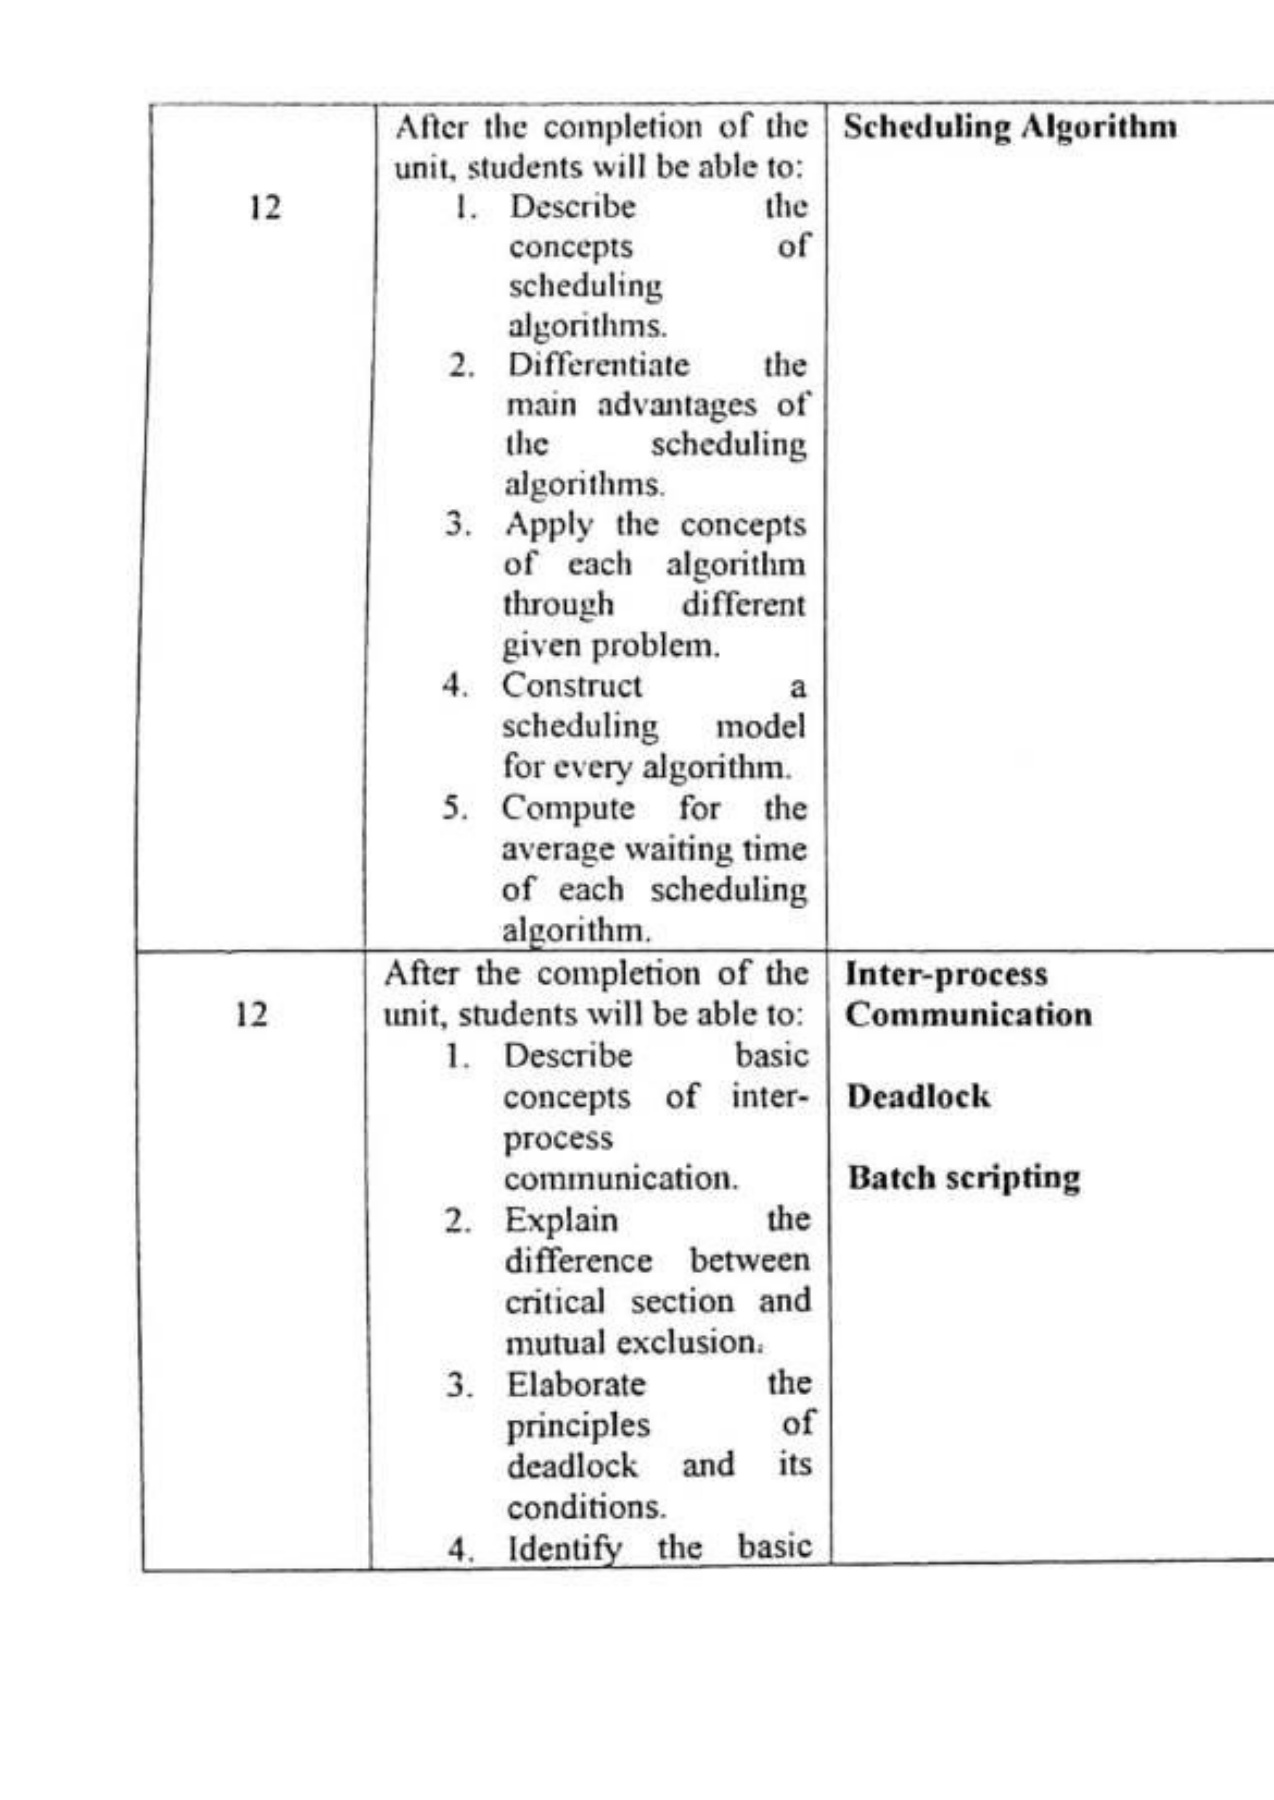 12
After the completion of the
unit, students will be able to:
1. Describe the
concepts of
scheduling
algorithms.
2. Differentiate the
main advantages of
the scheduling
algorithms.
3. Apply the concepts
of each algorithm
through different
given problem.
4. Construct a
scheduling model
for every algorithm.
5. Compute for the
average waiting time
of each scheduling
algorithm.
Scheduling Algorithm
12
After the completion of the
unit, students will be able to:
1. Describe basic
concepts of inter-
process
communication.
2. Explain the
difference between
critical section and
mutual exclusion.
3. Elaborate the
principles of
deadlock and its
conditions.
4. Identify the basic
Inter-process
Communication
Deadlock
Batch scripting